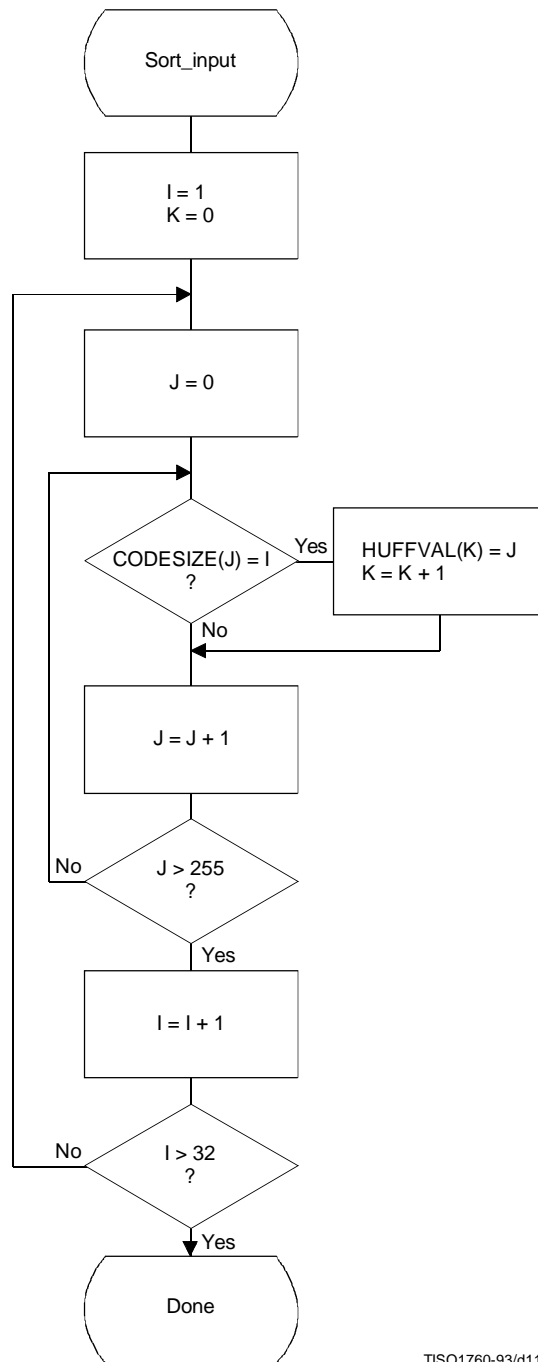 Sort_input
I = 1
K = 0
J = 0
CODESIZE(J) = I
?
Yes
HUFFVAL(K) = J
K = K + 1
No
J = J + 1
No
J > 255
?
Yes
I = I + 1
No
I > 32
?
Yes
Done